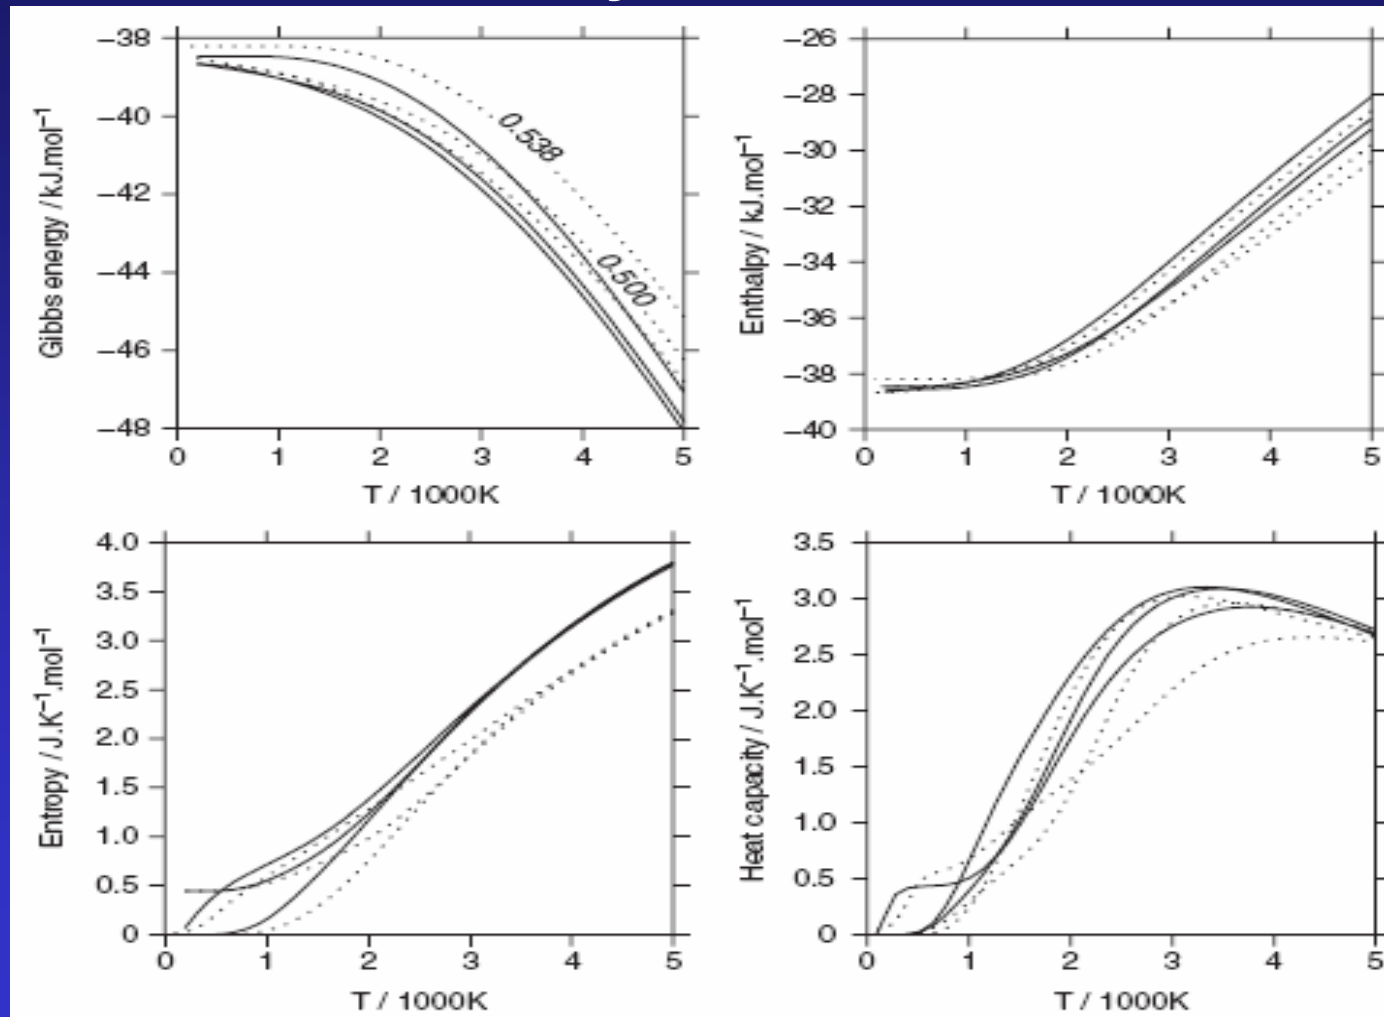 −38
−40
−42
−44
−46
−48
Gibbs energy / kJ.mol⁻¹
0.538
0.500
0 1 2 3 4 5
T / 1000K
−26
−28
−30
−32
−34
−36
−38
−40
Enthalpy / kJ.mol⁻¹
0 1 2 3 4 5
T / 1000K
4.0
3.5
3.0
2.5
2.0
1.5
1.0
0.5
0
Entropy / J.K⁻¹.mol⁻¹
0 1 2 3 4 5
T / 1000K
3.5
3.0
2.5
2.0
1.5
1.0
0.5
0
Heat capacity / J.K⁻¹.mol⁻¹
0 1 2 3 4 5
T / 1000K